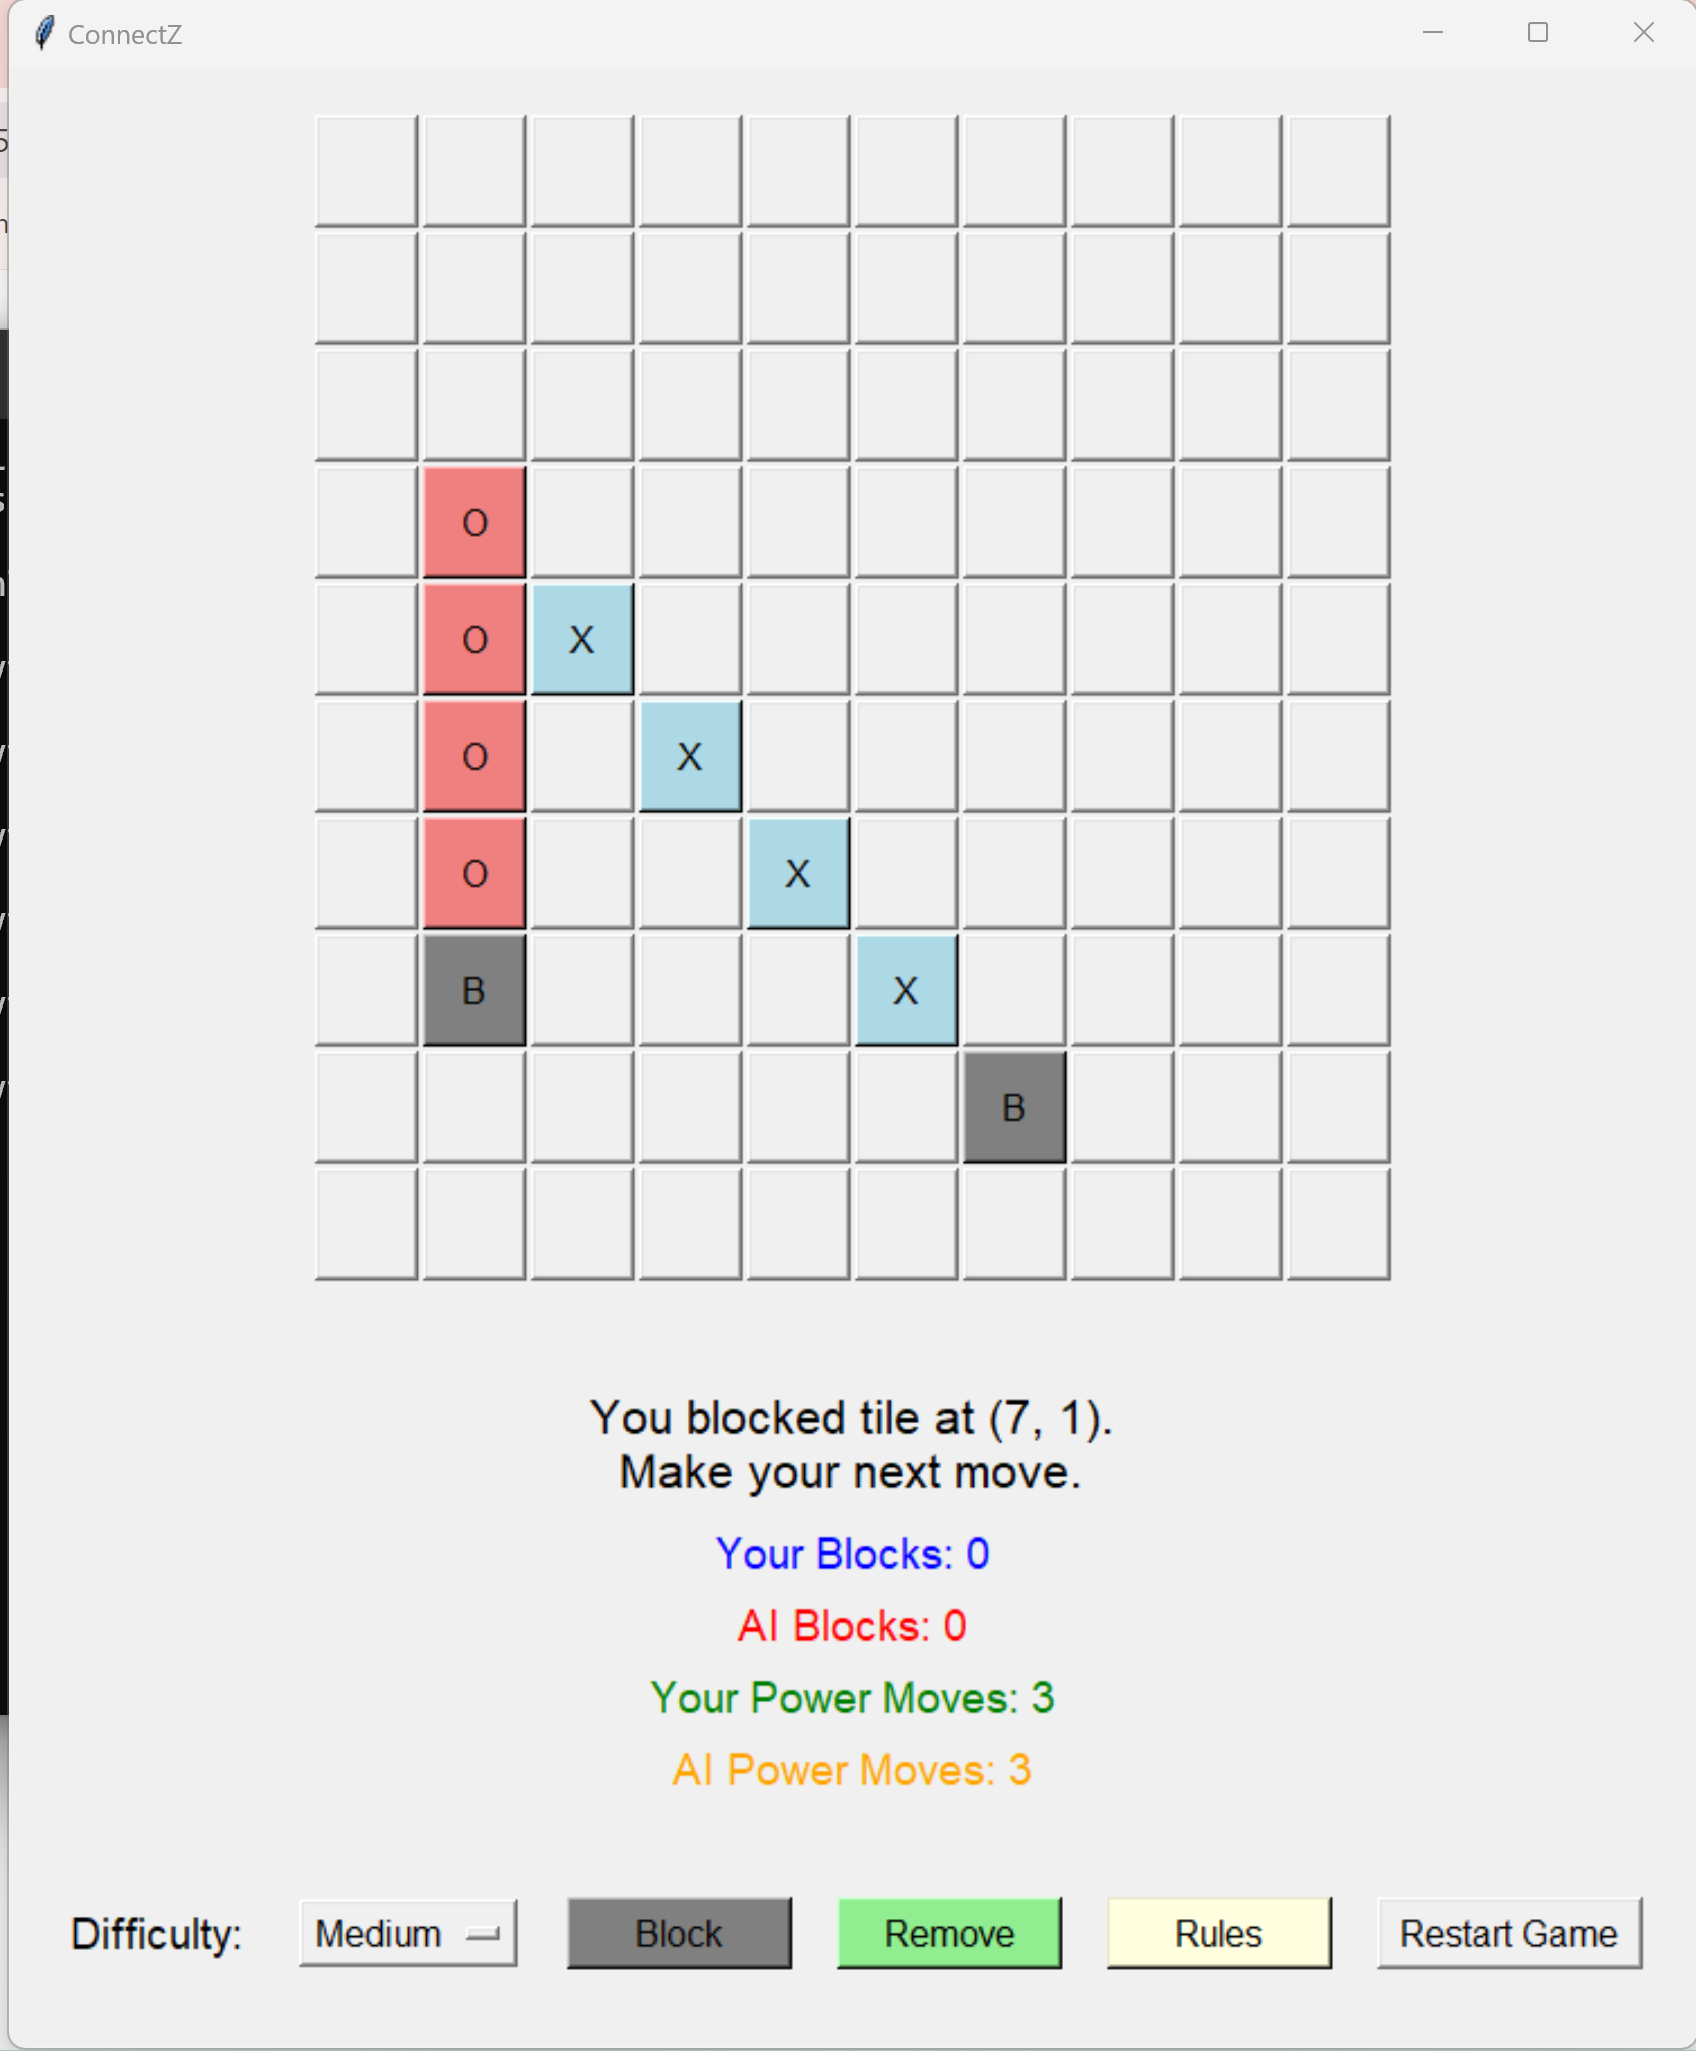 ConnectZ
O
O X
O X
O X
B X
B
You blocked tile at (7, 1).
Make your next move.
Your Blocks: 0
AI Blocks: 0
Your Power Moves: 3
AI Power Moves: 3
Difficulty: Medium Block Remove Rules Restart Game